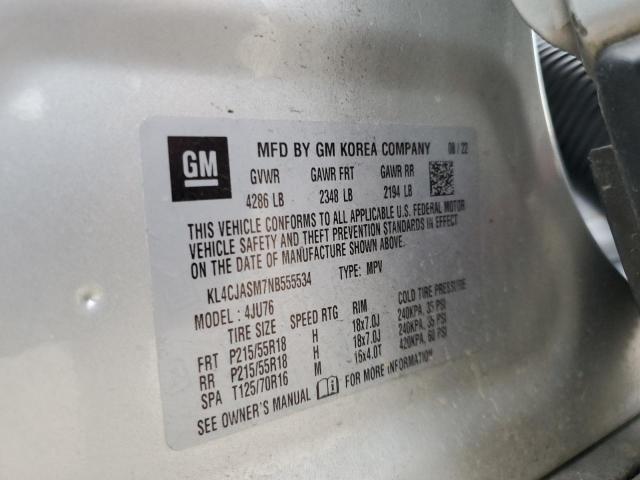 GM MFD BY GM KOREA COMPANY 08 / 22
GVWR GAWR FRT GAWR RR
4286 LB 2348 LB 2194 LB
THIS VEHICLE CONFORMS TO ALL APPLICABLE U.S. FEDERAL MOTOR
VEHICLE SAFETY AND THEFT PREVENTION STANDARDS IN EFFECT
ON THE DATE OF MANUFACTURE SHOWN ABOVE.
KL4CJASM7NB555534 TYPE: MPV
MODEL : 4JU76
TIRE SIZE SPEED RTG RIM COLD TIRE PRESSURE
FRT P215/55R18 H 18x7.0J 240KPA, 35 PSI
RR P215/55R18 H 18x7.0J 240KPA, 35 PSI
SPA T125/70R16 M 16x4.0T 420KPA, 60 PSI
SEE OWNER'S MANUAL FOR MORE INFORMATION